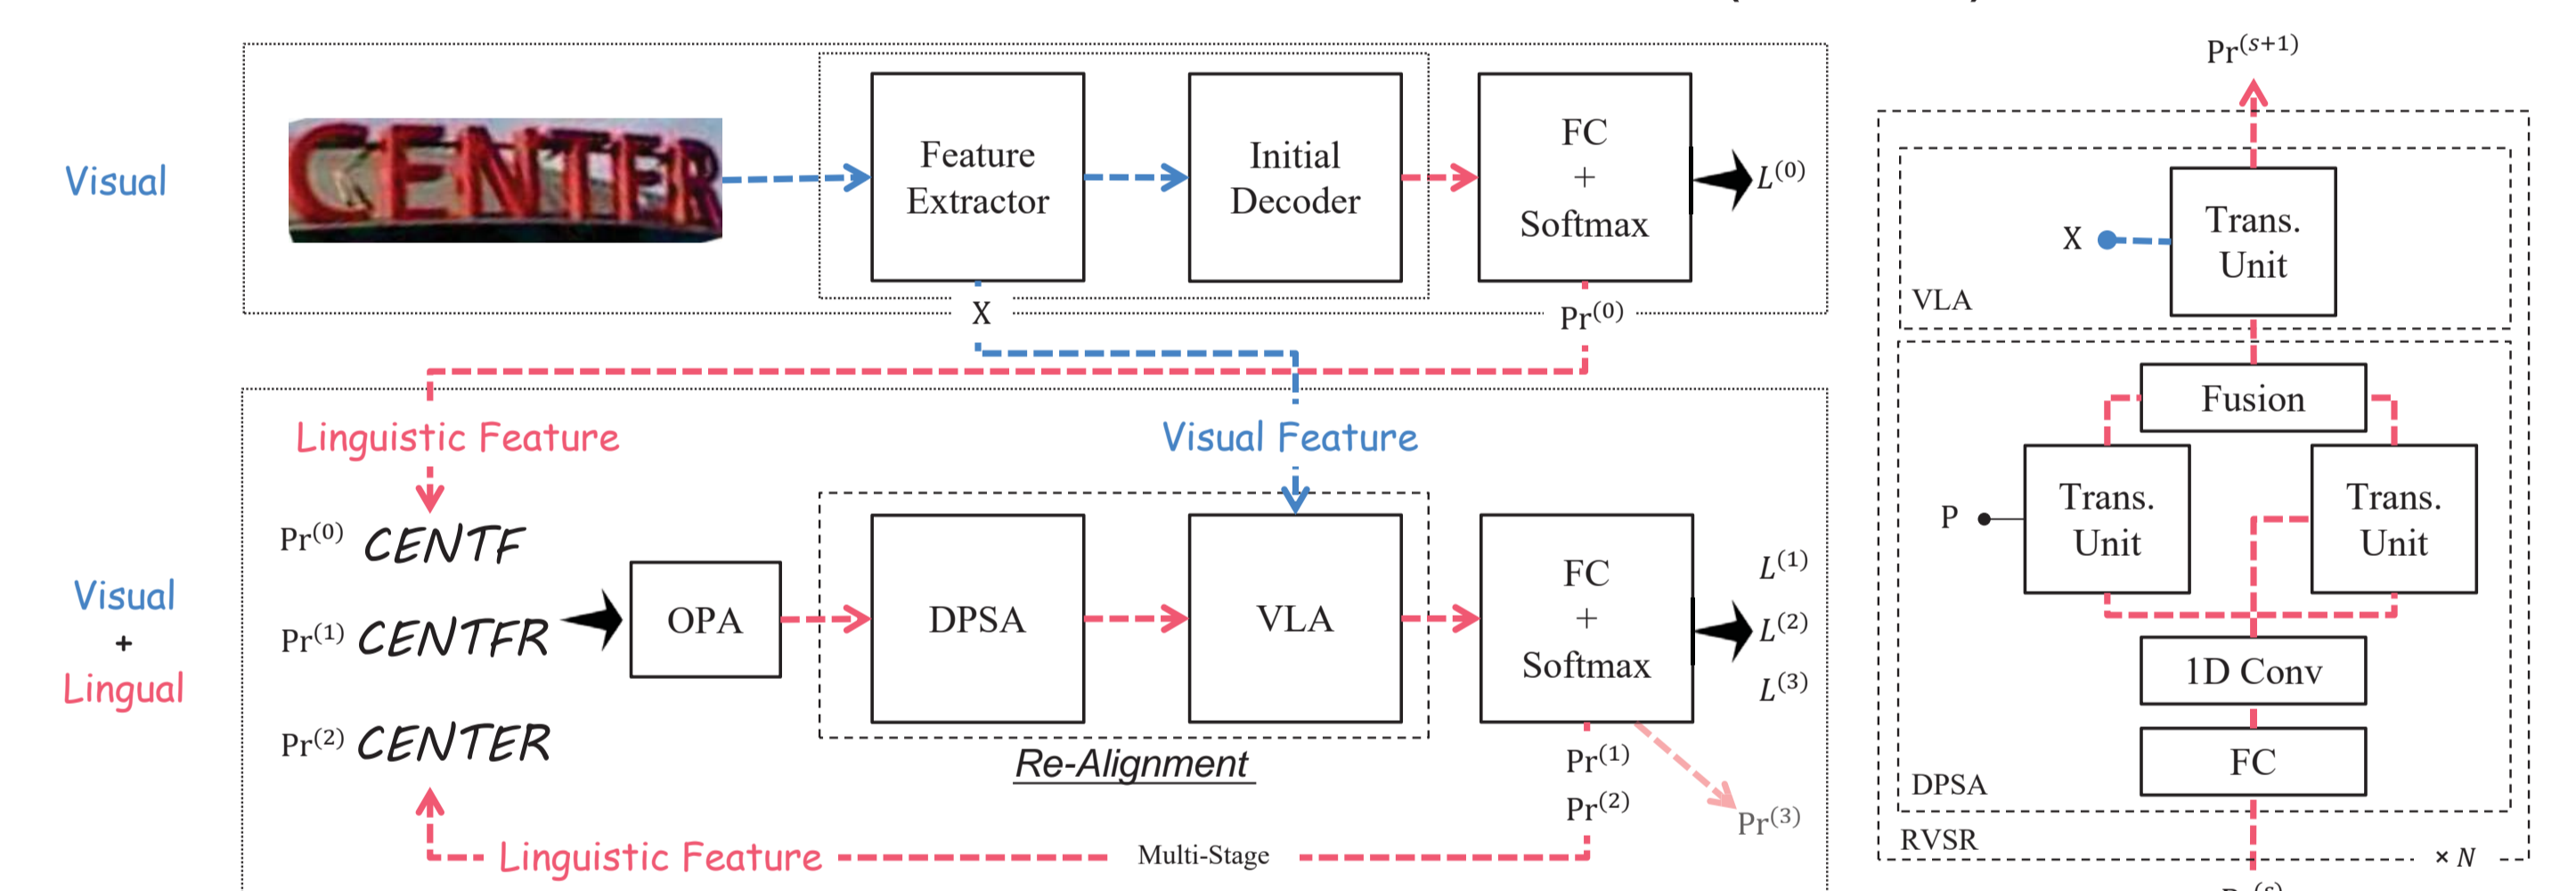 Visual
CENTER
Feature
Extractor
Initial
Decoder
FC
+
Softmax
L^(0)
X
Pr^(0)
Linguistic Feature
Visual Feature
Visual
+
Lingual
Pr^(0) CENTF
Pr^(1) CENTFR
Pr^(2) CENTER
OPA
DPSA
VLA
FC
+
Softmax
L^(1)
L^(2)
L^(3)
Re-Alignment
Pr^(1)
Pr^(2)
Pr^(3)
Linguistic Feature
Multi-Stage
Pr^(s+1)
Trans.
Unit
X
VLA
Fusion
Trans.
Unit
Trans.
Unit
P
1D Conv
FC
DPSA
RVSR
× N